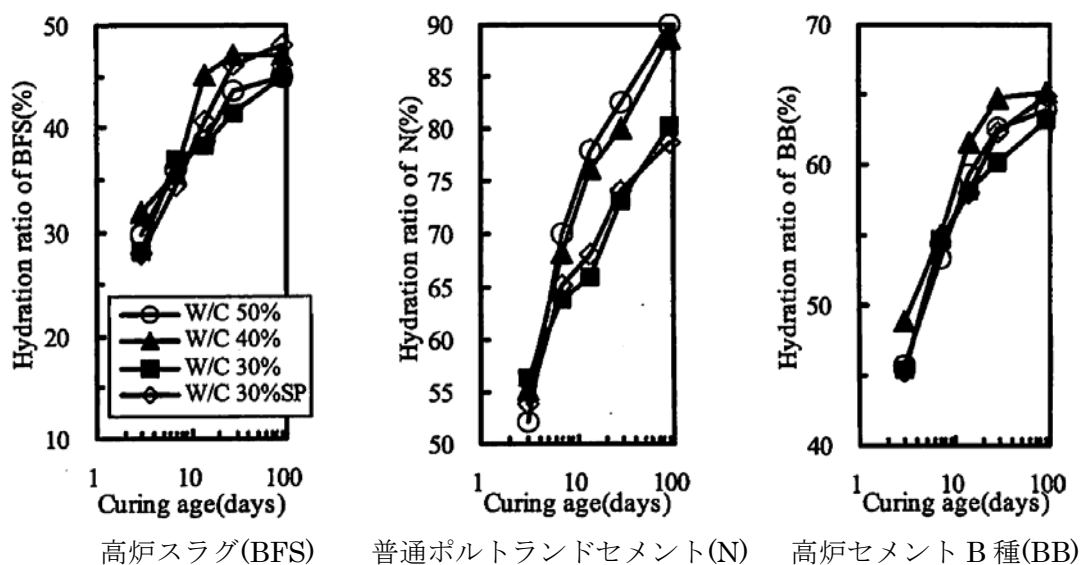 Hydration ratio of BFS(%)
50
40
30
20
10
W/C 50%
W/C 40%
W/C 30%
W/C 30%SP
1
10
100
Curing age(days)
高炉スラグ(BFS)
Hydration ratio of N(%)
90
85
80
75
70
65
60
55
50
1
10
100
Curing age(days)
普通ポルトランドセメント(N)
Hydration ratio of BB(%)
70
60
50
40
1
10
100
Curing age(days)
高炉セメント B 種(BB)